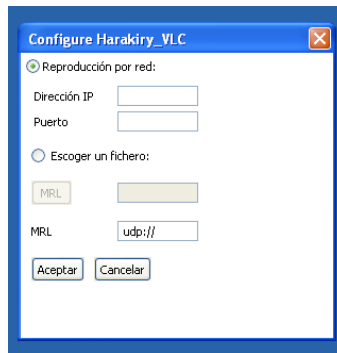 Configure Harakiry_VLC
Reproducción por red:
Dirección IP
Puerto
Escoger un fichero:
MRL
MRL udp://
Aceptar Cancelar